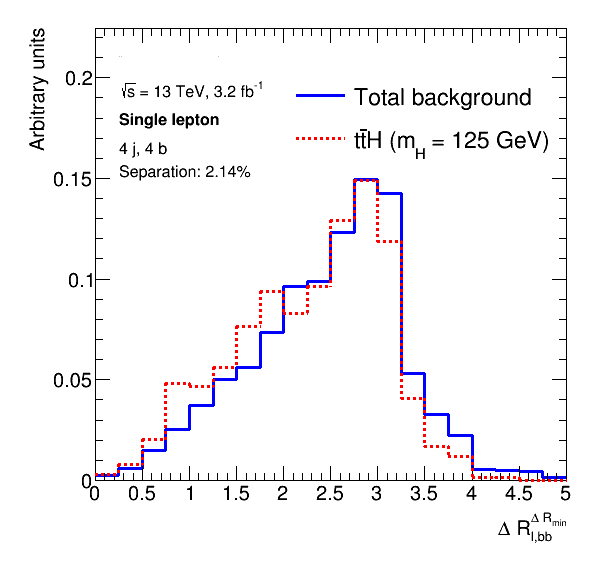 Arbitrary units
0.2
0.15
0.1
0.05
0
√s = 13 TeV, 3.2 fb⁻¹
Single lepton
4 j, 4 b
Separation: 2.14%
Total background
tt̄H (m_H = 125 GeV)
0 0.5 1 1.5 2 2.5 3 3.5 4 4.5 5
Δ R_l,bb^Δ R_min